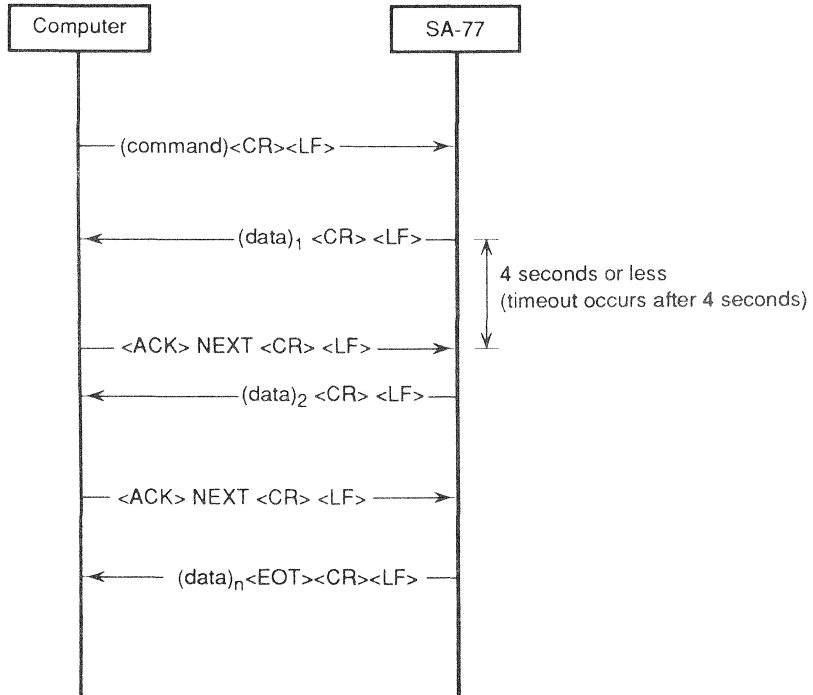 Computer
SA-77
(command)<CR><LF>
(data)₁ <CR> <LF>
4 seconds or less
(timeout occurs after 4 seconds)
<ACK> NEXT <CR> <LF>
(data)₂ <CR> <LF>
<ACK> NEXT <CR> <LF>
(data)ₙ<EOT><CR><LF>